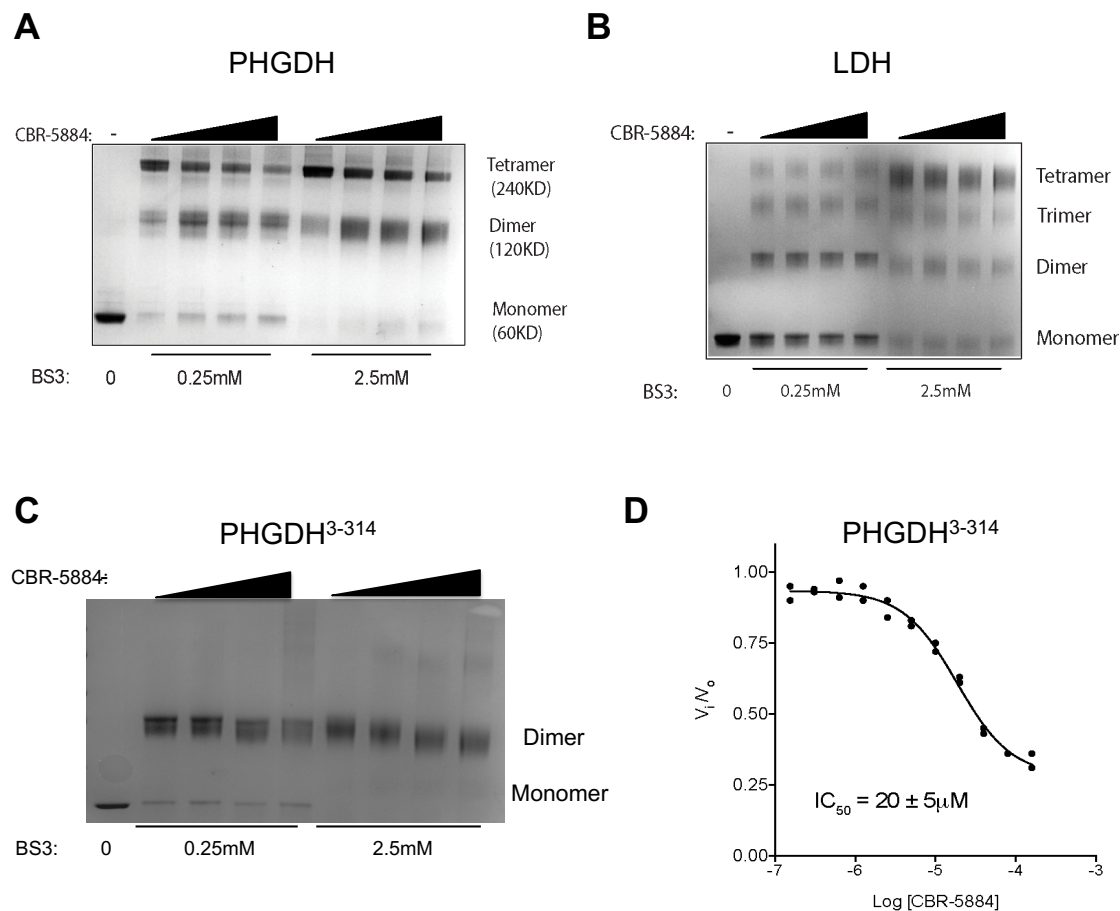 A
PHGDH
CBR-5884: -
Tetramer
(240KD)
Dimer
(120KD)
Monomer
(60KD)
BS3: 0 0.25mM 2.5mM
B
LDH
CBR-5884: -
Tetramer
Trimer
Dimer
Monomer
BS3: 0 0.25mM 2.5mM
C
PHGDH3-314
CBR-5884: -
Dimer
Monomer
BS3: 0 0.25mM 2.5mM
D
PHGDH3-314
1.00
0.75
0.50
0.25
0.00
Vi/Vo
IC50 = 20 ± 5µM
-7 -6 -5 -4 -3
Log [CBR-5884]